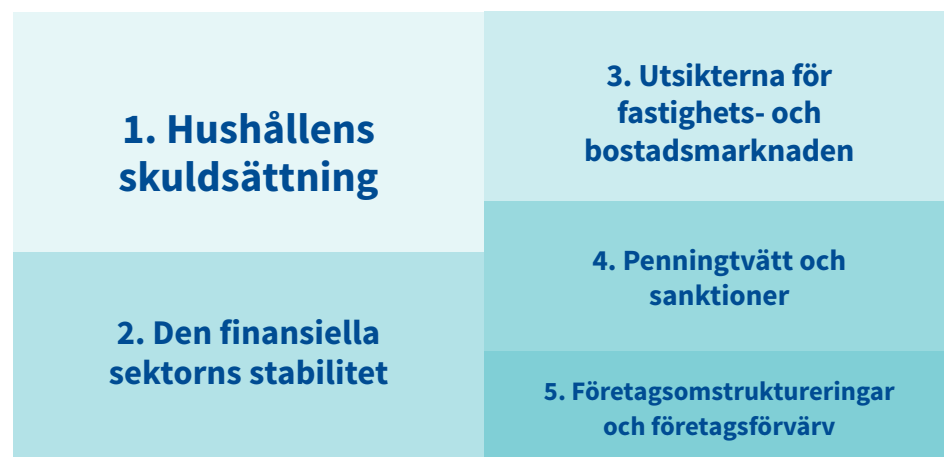 1. Hushållens
skuldsättning
2. Den finansiella
sektorns stabilitet
3. Utsikterna för
fastighets- och
bostadsmarknaden
4. Penningtvätt och
sanktioner
5. Företagsomstruktureringar
och företagsförvärv